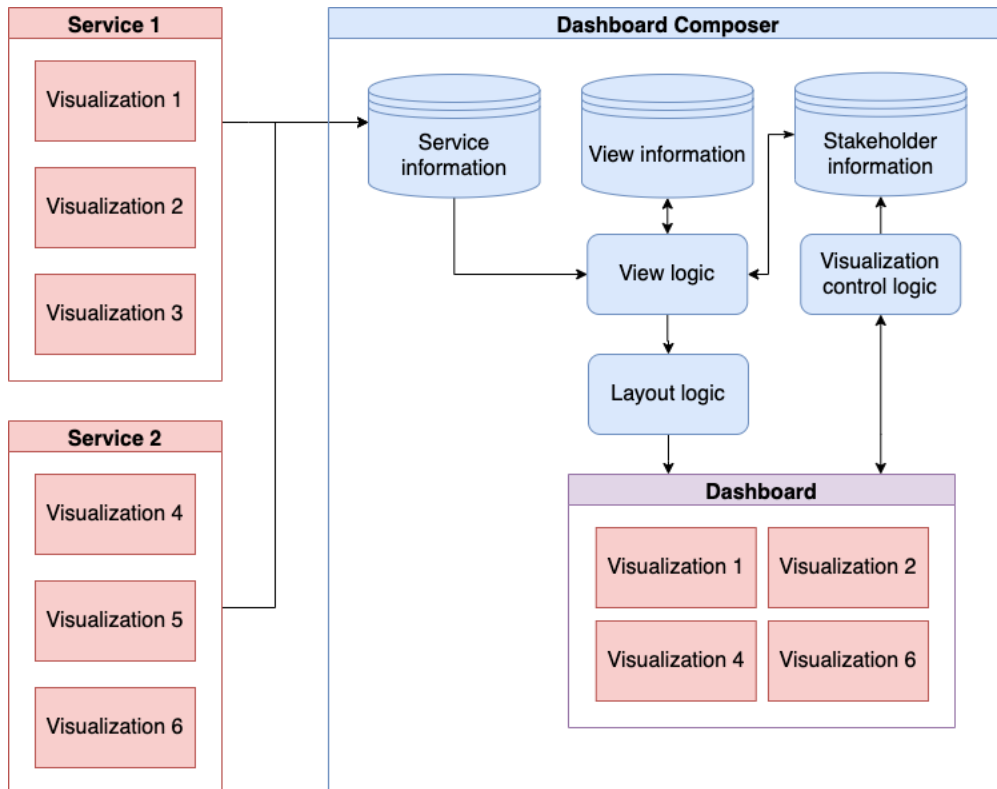 Service 1
Visualization 1
Visualization 2
Visualization 3
Service 2
Visualization 4
Visualization 5
Visualization 6
Dashboard Composer
Service
information
View information
Stakeholder
information
View logic
Visualization
control logic
Layout logic
Dashboard
Visualization 1
Visualization 2
Visualization 4
Visualization 6